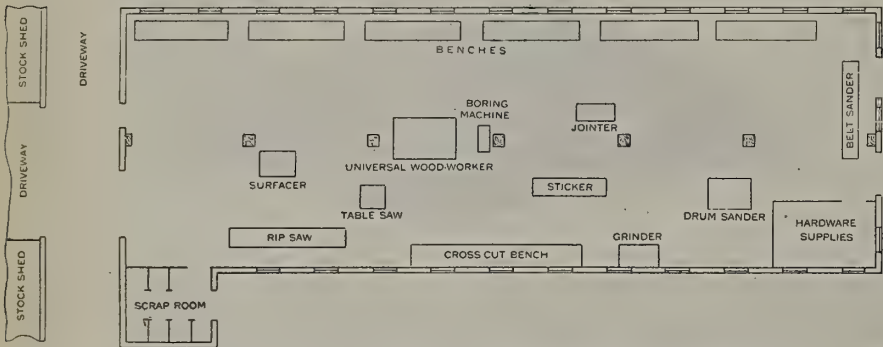 STOCK SHED
DRIVEWAY
BENCHES
BELT SANDER
BORING
MACHINE
JOINTER
DRIVEWAY
UNIVERSAL WOOD-WORKER
SURFACER
STICKER
TABLE SAW
DRUM SANDER
HARDWARE
SUPPLIES
RIP SAW
GRINDER
CROSS CUT BENCH
STOCK SHED
SCRAP ROOM